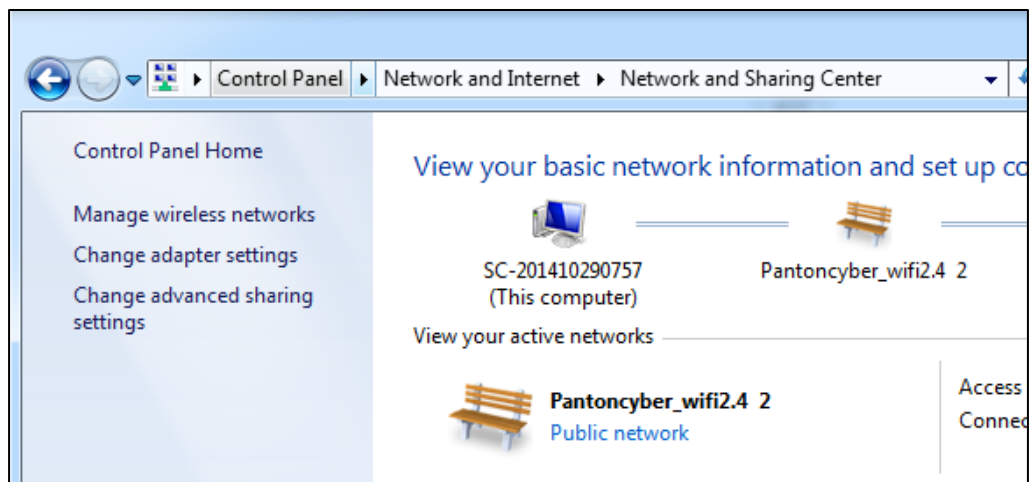 Control Panel Network and Internet Network and Sharing Center
Control Panel Home
Manage wireless networks
Change adapter settings
Change advanced sharing
settings
View your basic network information and set up co
SC-201410290757
(This computer)
Pantoncyber_wifi2.4 2
View your active networks
Pantoncyber_wifi2.4 2
Public network
Access
Connec